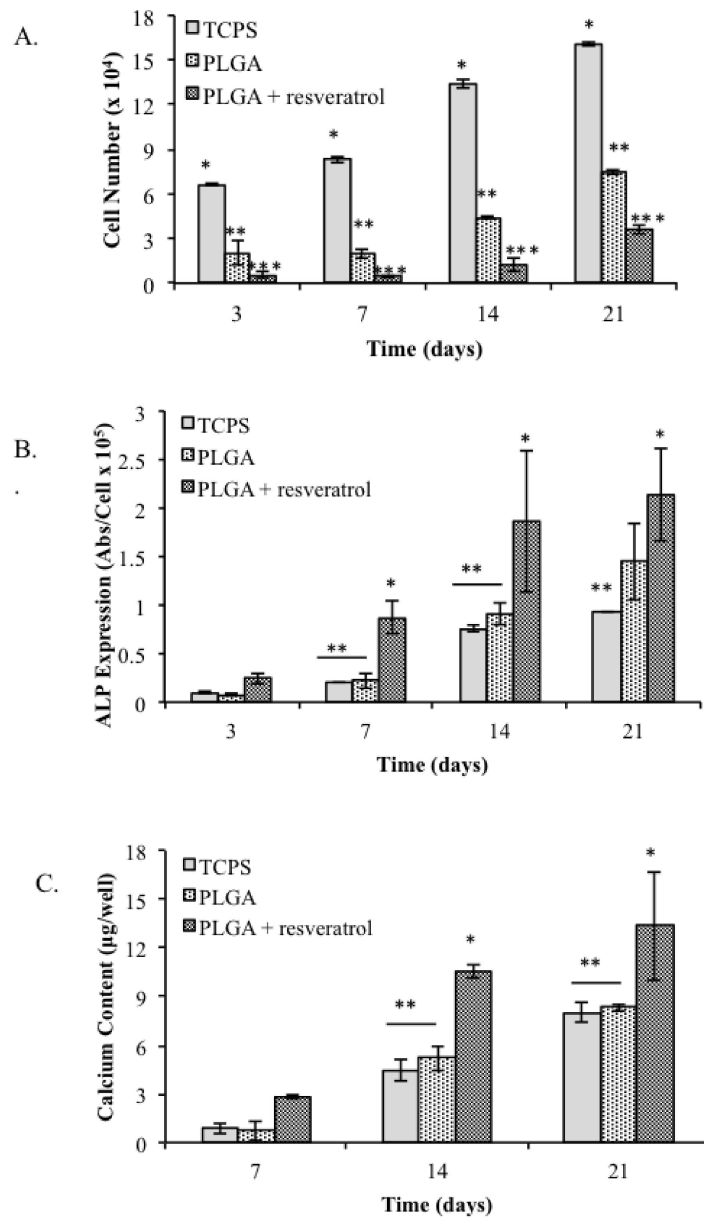 A.
Cell Number (x 10⁴)
18
15
12
9
6
3
0
TCPS
PLGA
PLGA + resveratrol
*
**
***
*
**
***
*
**
***
*
**
***
3 7 14 21
Time (days)
B.
.
ALP Expression (Abs/Cell x 10⁵)
3
2.5
2
1.5
1
0.5
0
TCPS
PLGA
PLGA + resveratrol
**
*
**
*
**
*
3 7 14 21
Time (days)
C.
Calcium Content (µg/well)
18
15
12
9
6
3
0
TCPS
PLGA
PLGA + resveratrol
**
*
**
*
7 14 21
Time (days)